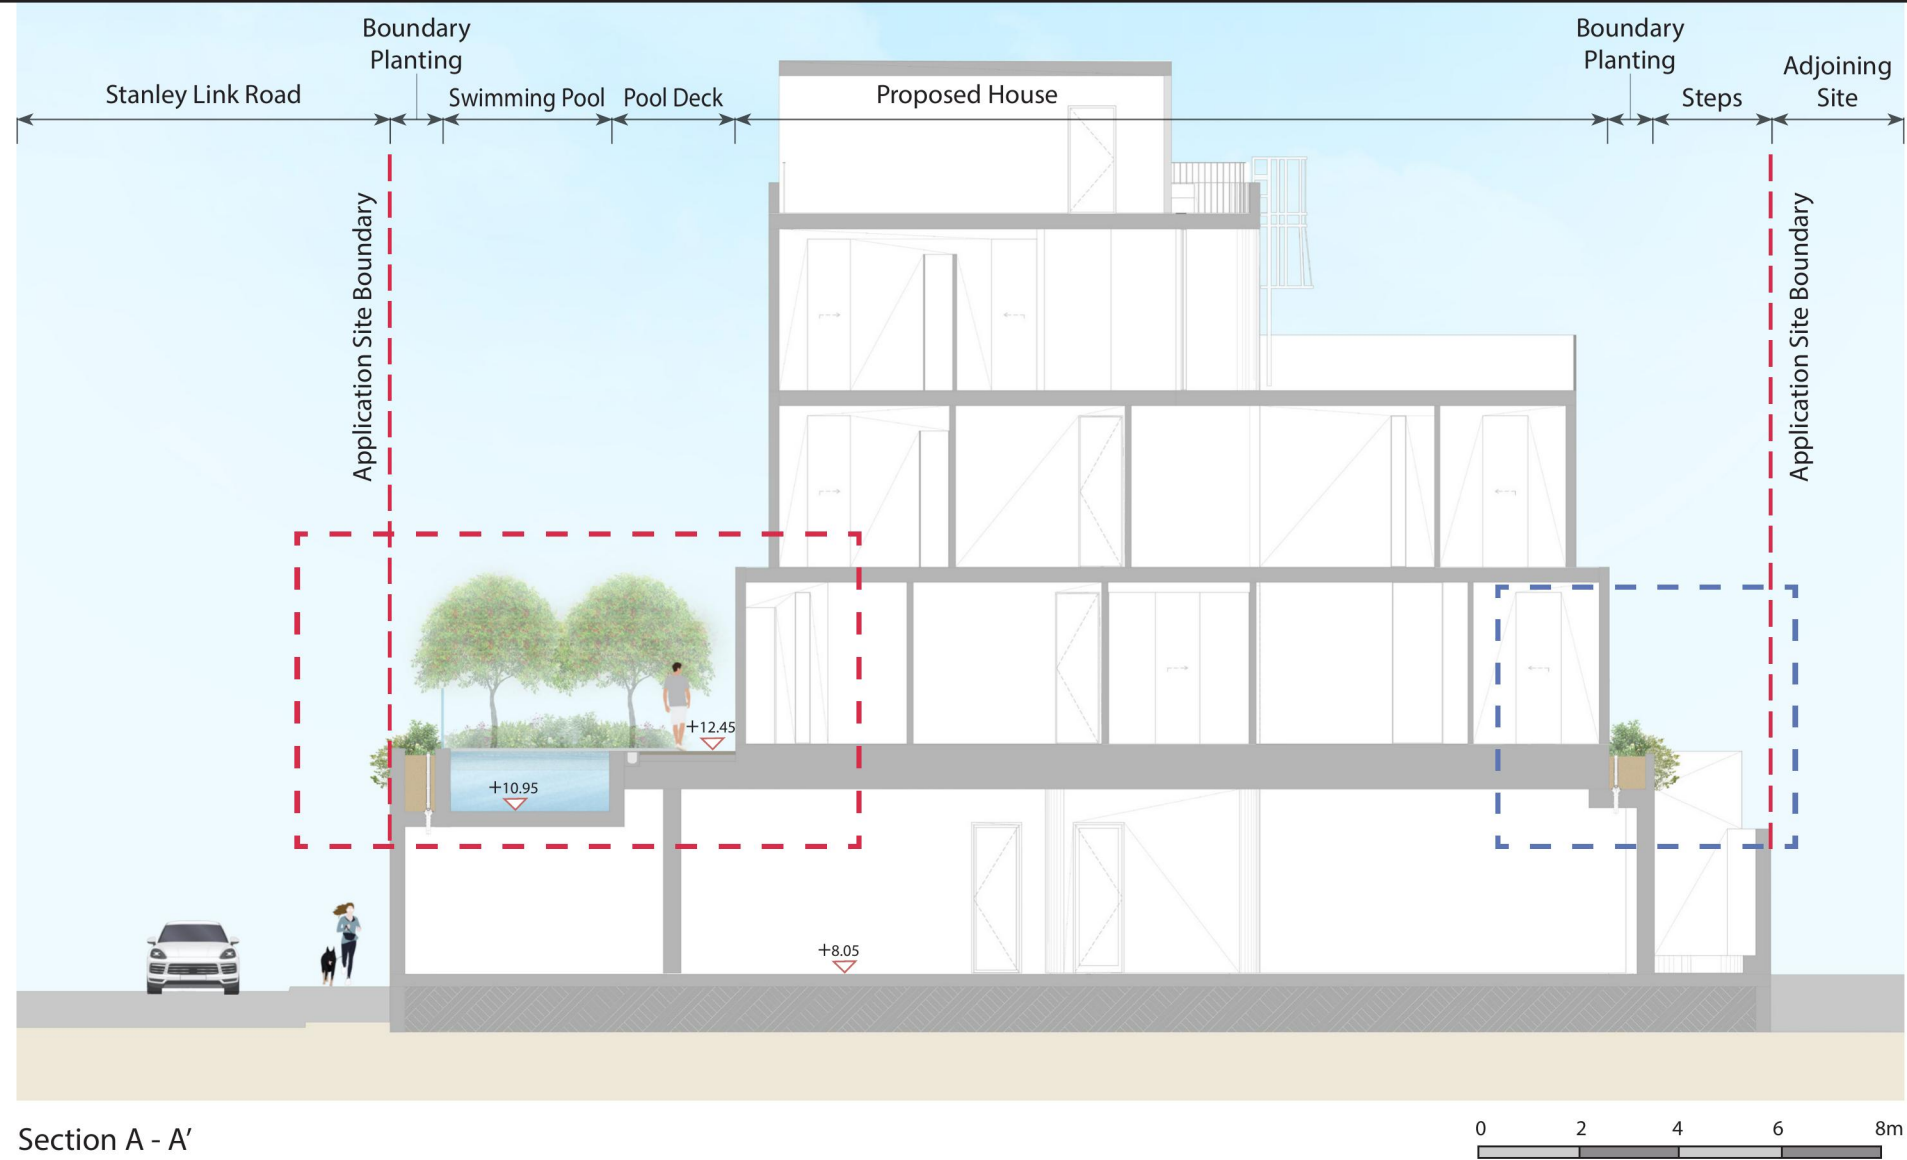 Boundary
Planting
Boundary
Planting
Stanley Link Road
Swimming Pool
Pool Deck
Proposed House
Steps
Adjoining
Site
Application Site Boundary
Application Site Boundary
+12.45
+10.95
+8.05
Section A - A’
0 2 4 6 8m